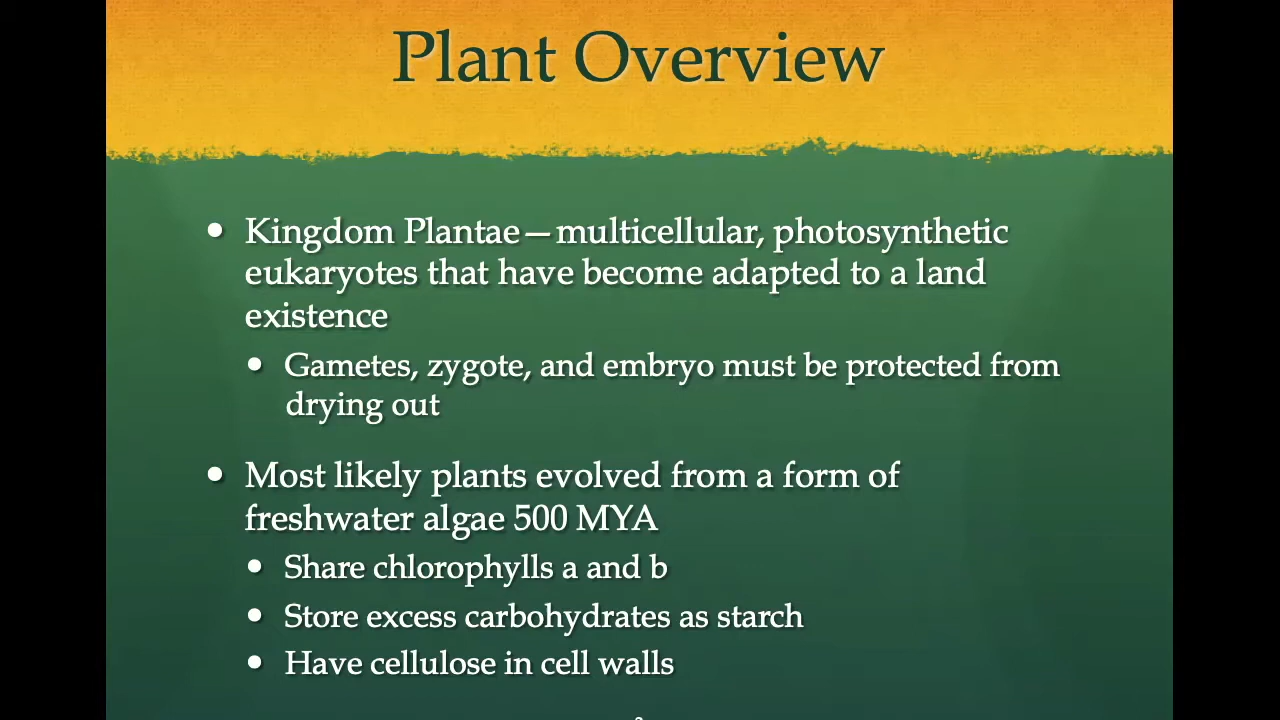 Plant Overview
• Kingdom Plantae—multicellular, photosynthetic
eukaryotes that have become adapted to a land
existence
• Gametes, zygote, and embryo must be protected from
drying out
• Most likely plants evolved from a form of
freshwater algae 500 MYA
• Share chlorophylls a and b
• Store excess carbohydrates as starch
• Have cellulose in cell walls